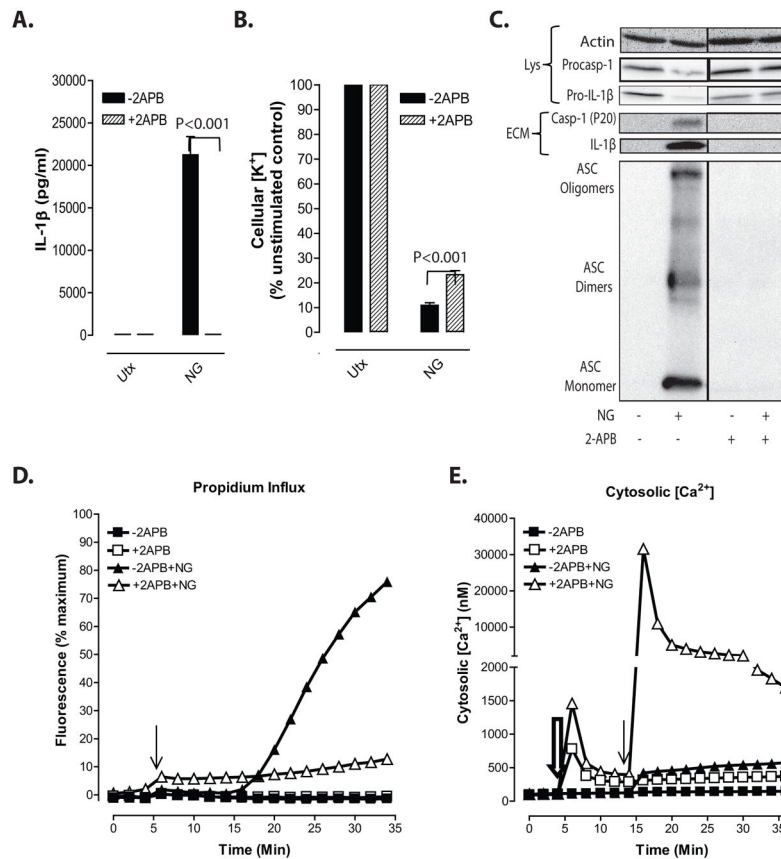 A.
-2APB
+2APB
P<0.001
30000
25000
20000
15000
10000
5000
0
IL-1β (pg/ml)
Utx
NG
B.
-2APB
+2APB
P<0.001
100
90
80
70
60
50
40
30
20
10
0
Cellular [K+]
(% unstimulated control)
Utx
NG
C.
Actin
Lys
Procasp-1
Pro-IL-1β
Casp-1 (P20)
ECM
IL-1β
ASC
Oligomers
ASC
Dimers
ASC
Monomer
NG - + - +
2-APB - - + +
D.
Propidium Influx
-2APB
+2APB
-2APB+NG
+2APB+NG
100
90
80
70
60
50
40
30
20
10
0
Fluorescence (% maximum)
0 5 10 15 20 25 30 35
Time (Min)
E.
Cytosolic [Ca2+]
-2APB
+2APB
-2APB+NG
+2APB+NG
40000
30000
20000
10000
2000
1500
1000
500
0
Cytosolic [Ca2+] (nM)
0 5 10 15 20 25 30 35
Time (Min)